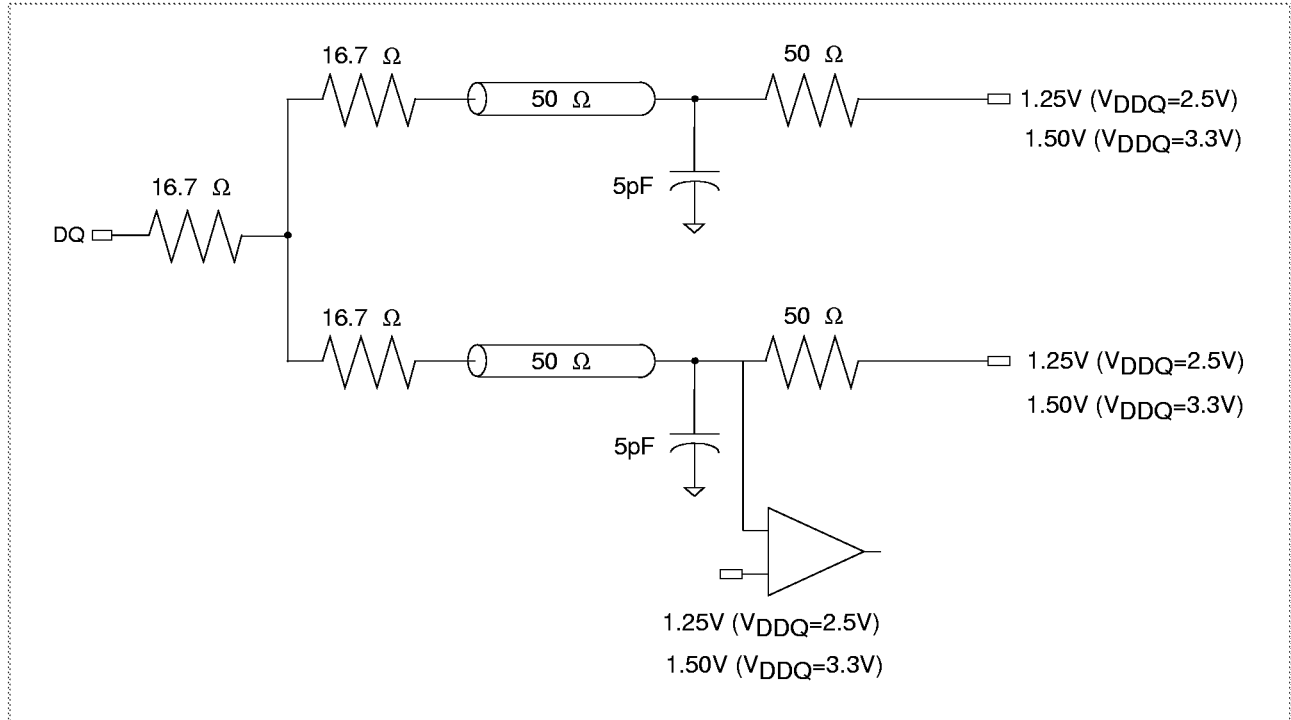 16.7 Ω
50 Ω
50 Ω
1.25V (VDDQ=2.5V)
1.50V (VDDQ=3.3V)
5pF
16.7 Ω
DQ
16.7 Ω
50 Ω
50 Ω
1.25V (VDDQ=2.5V)
1.50V (VDDQ=3.3V)
5pF
1.25V (VDDQ=2.5V)
1.50V (VDDQ=3.3V)